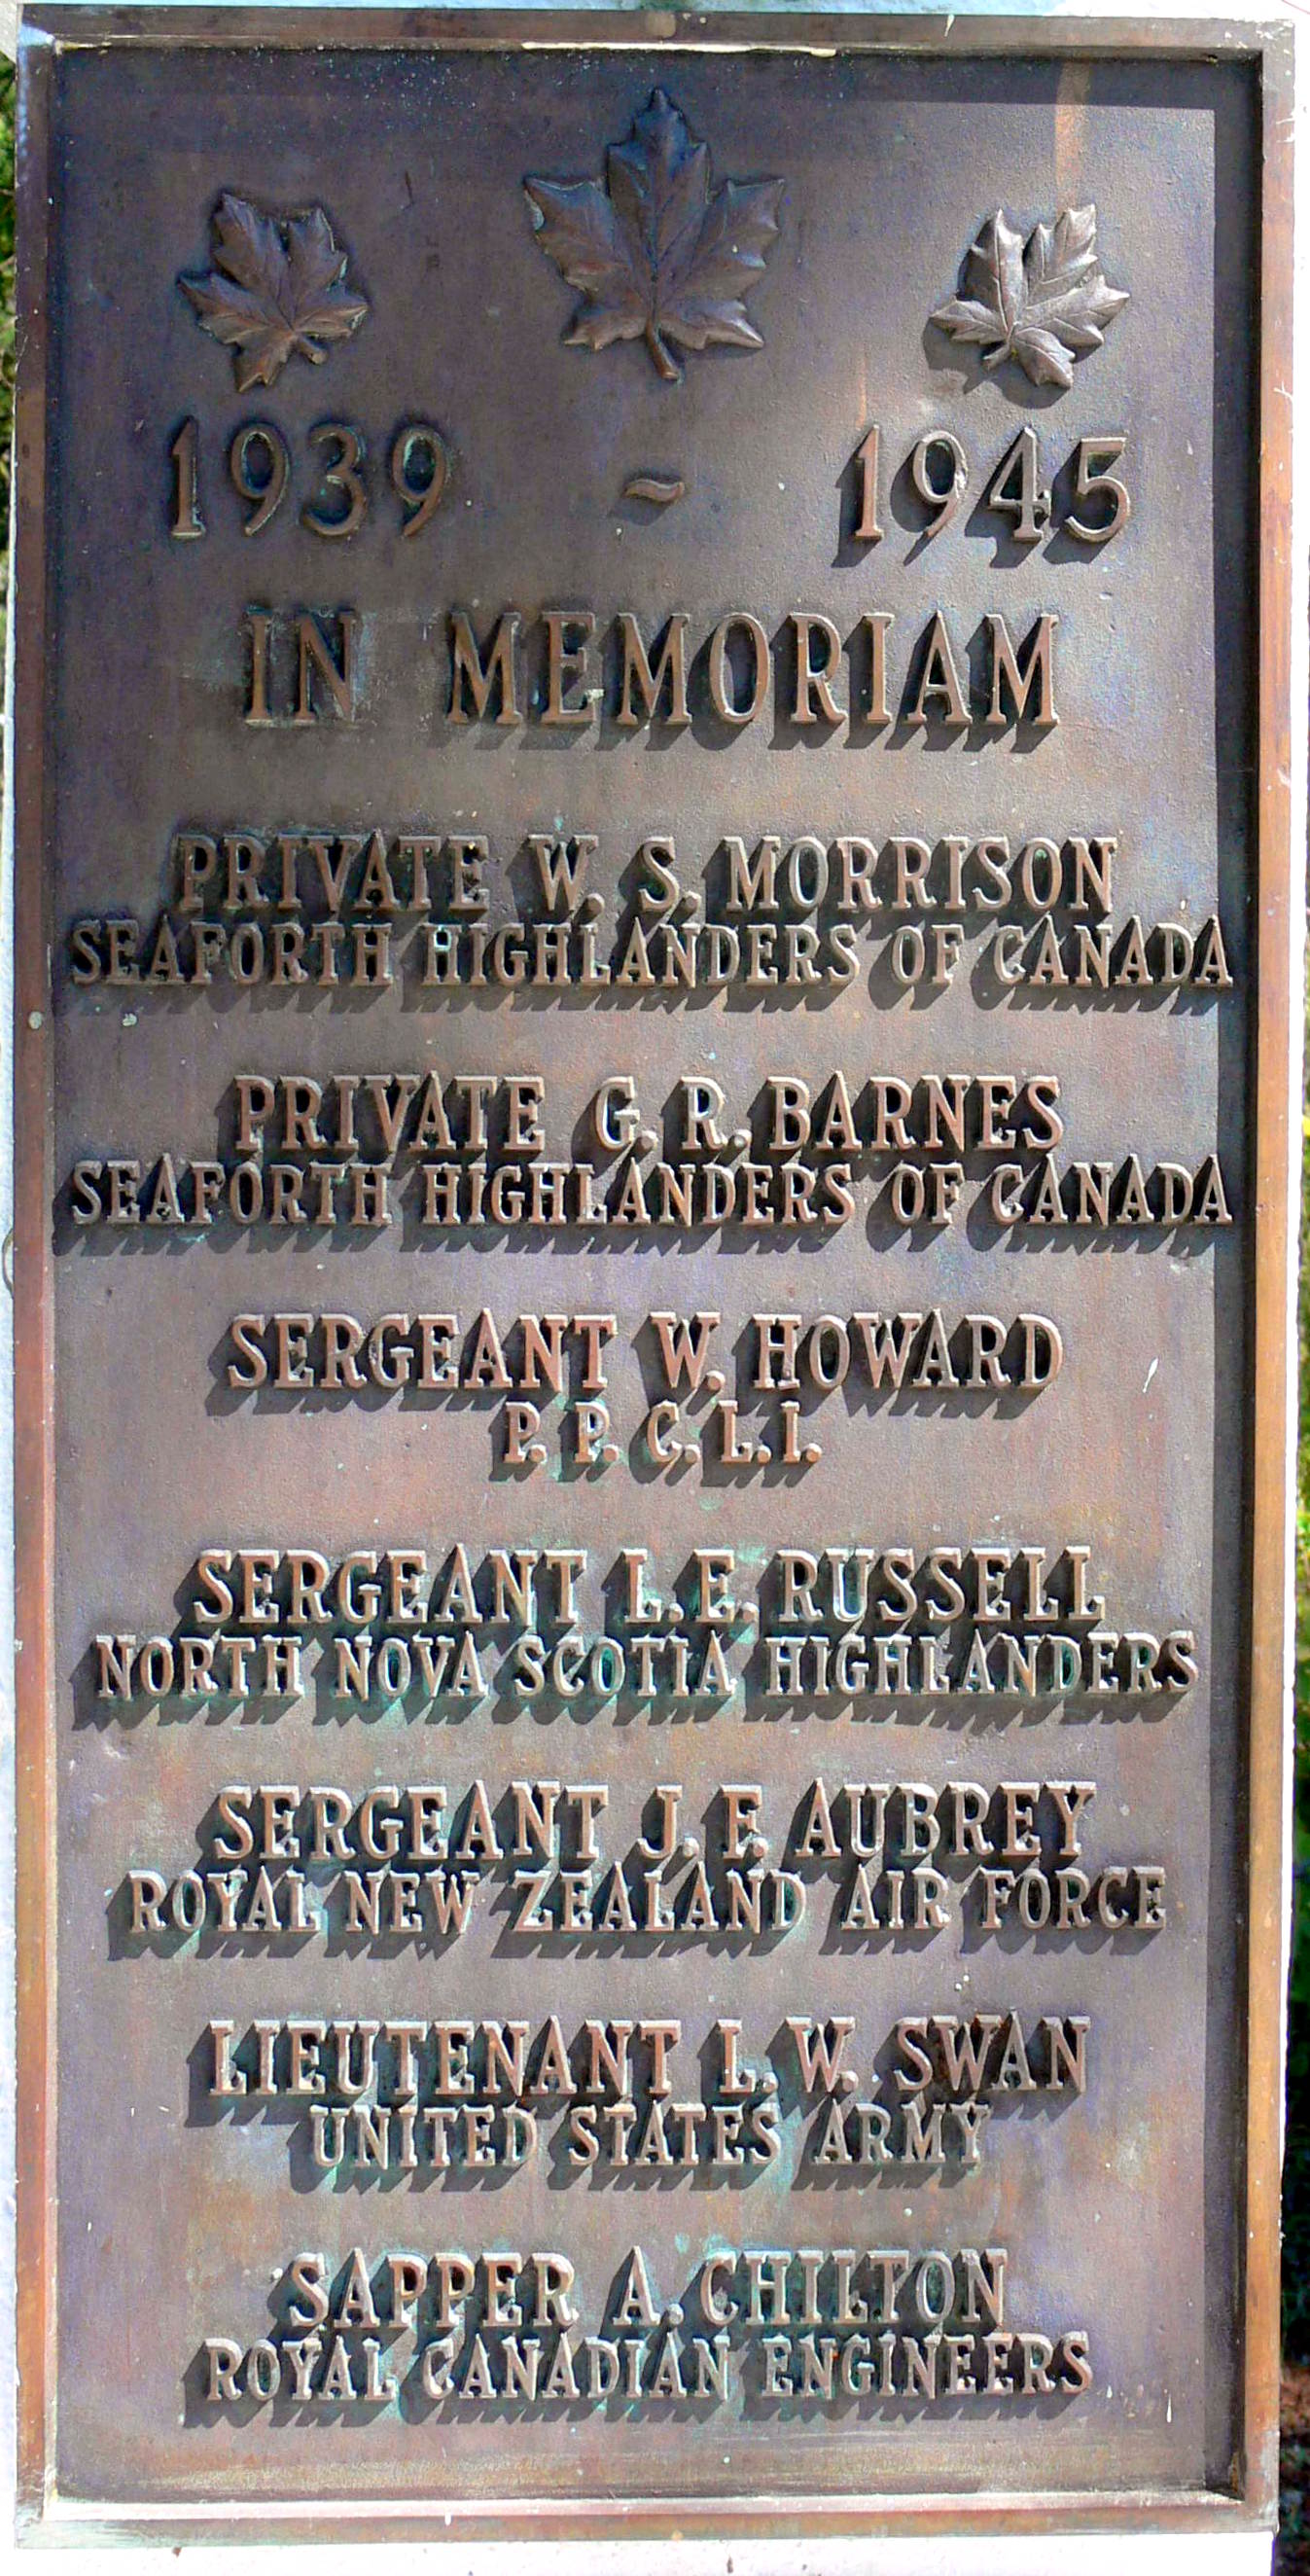 1939 ~ 1945
IN MEMORIAM
PRIVATE W. S. MORRISON
SEAFORTH HIGHLANDERS OF CANADA
PRIVATE G. R. BARNES
SEAFORTH HIGHLANDERS OF CANADA
SERGEANT W. HOWARD
P. P. C. L. I.
SERGEANT L. E. RUSSELL
NORTH NOVA SCOTIA HIGHLANDERS
SERGEANT J. F. AUBREY
ROYAL NEW ZEALAND AIR FORCE
LIEUTENANT L. W. SWAN
UNITED STATES ARMY
SAPPER A. CHILTON
ROYAL CANADIAN ENGINEERS